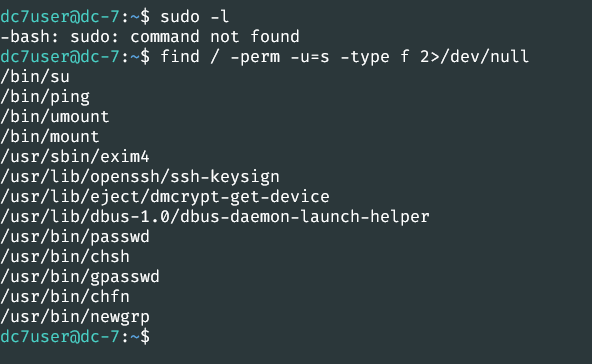 dc7user@dc-7:~$ sudo -l
-bash: sudo: command not found
dc7user@dc-7:~$ find / -perm -u=s -type f 2>/dev/null
/bin/su
/bin/ping
/bin/umount
/bin/mount
/usr/sbin/exim4
/usr/lib/openssh/ssh-keysign
/usr/lib/eject/dmcrypt-get-device
/usr/lib/dbus-1.0/dbus-daemon-launch-helper
/usr/bin/passwd
/usr/bin/chsh
/usr/bin/gpasswd
/usr/bin/chfn
/usr/bin/newgrp
dc7user@dc-7:~$